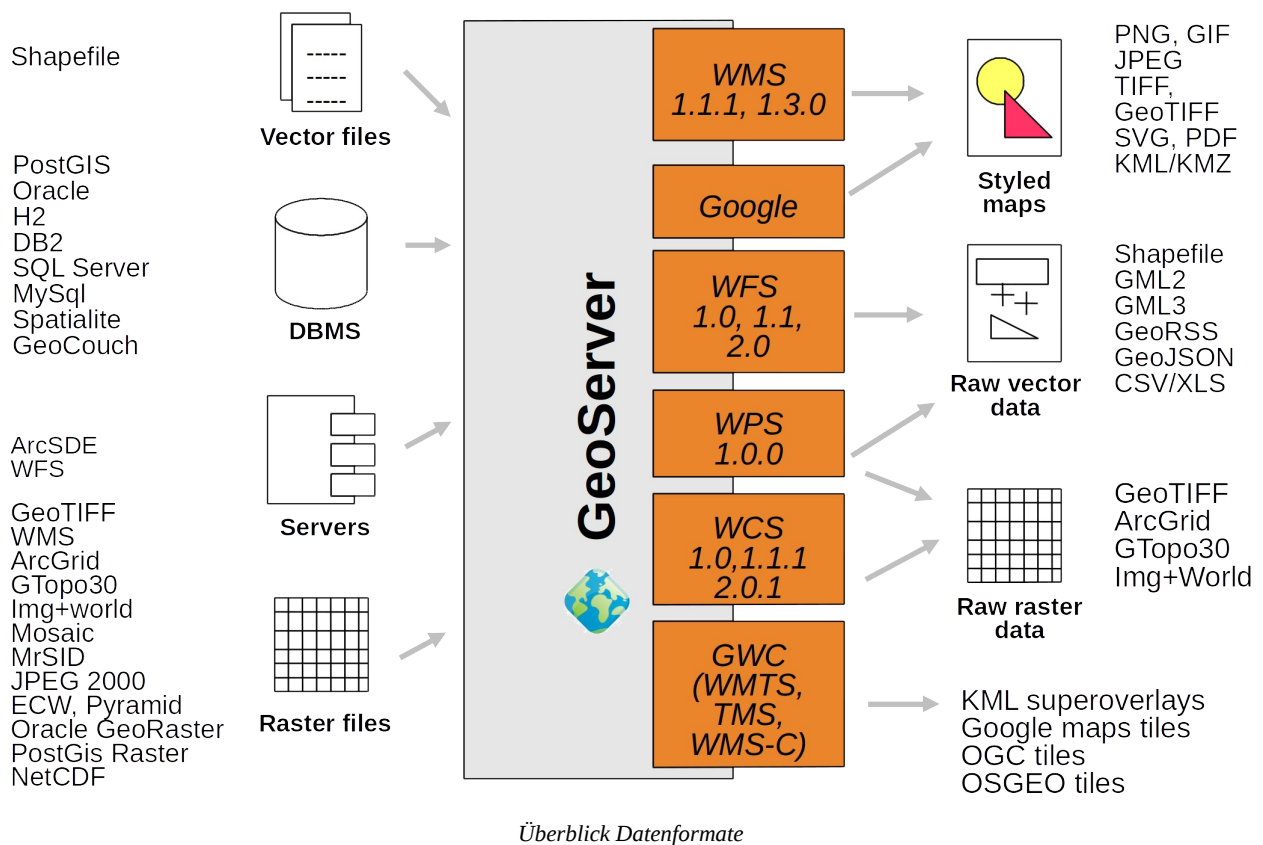 Shapefile
Vector files
PostGIS
Oracle
H2
DB2
SQL Server
MySql
Spatialite
GeoCouch
DBMS
ArcSDE
WFS
Servers
GeoTIFF
WMS
ArcGrid
GTopo30
Img+world
Mosaic
MrSID
JPEG 2000
ECW, Pyramid
Oracle GeoRaster
PostGis Raster
NetCDF
Raster files
GeoServer
WMS
1.1.1, 1.3.0
Google
WFS
1.0, 1.1,
2.0
WPS
1.0.0
WCS
1.0,1.1.1
2.0.1
GWC
(WMTS,
TMS,
WMS-C)
Styled
maps
PNG, GIF
JPEG
TIFF,
GeoTIFF
SVG, PDF
KML/KMZ
Raw vector
data
Shapefile
GML2
GML3
GeoRSS
GeoJSON
CSV/XLS
Raw raster
data
GeoTIFF
ArcGrid
GTopo30
Img+World
KML superoverlays
Google maps tiles
OGC tiles
OSGEO tiles
Überblick Datenformate